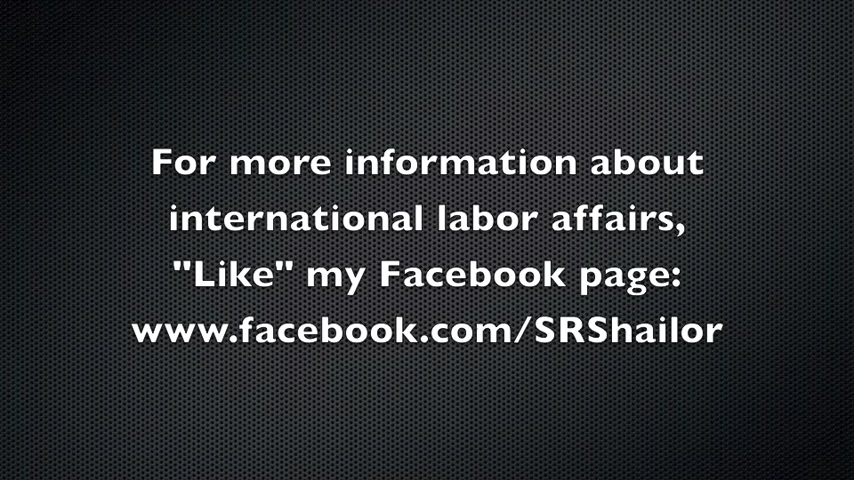 For more information about
international labor affairs,
"Like" my Facebook page:
www.facebook.com/SRShailor